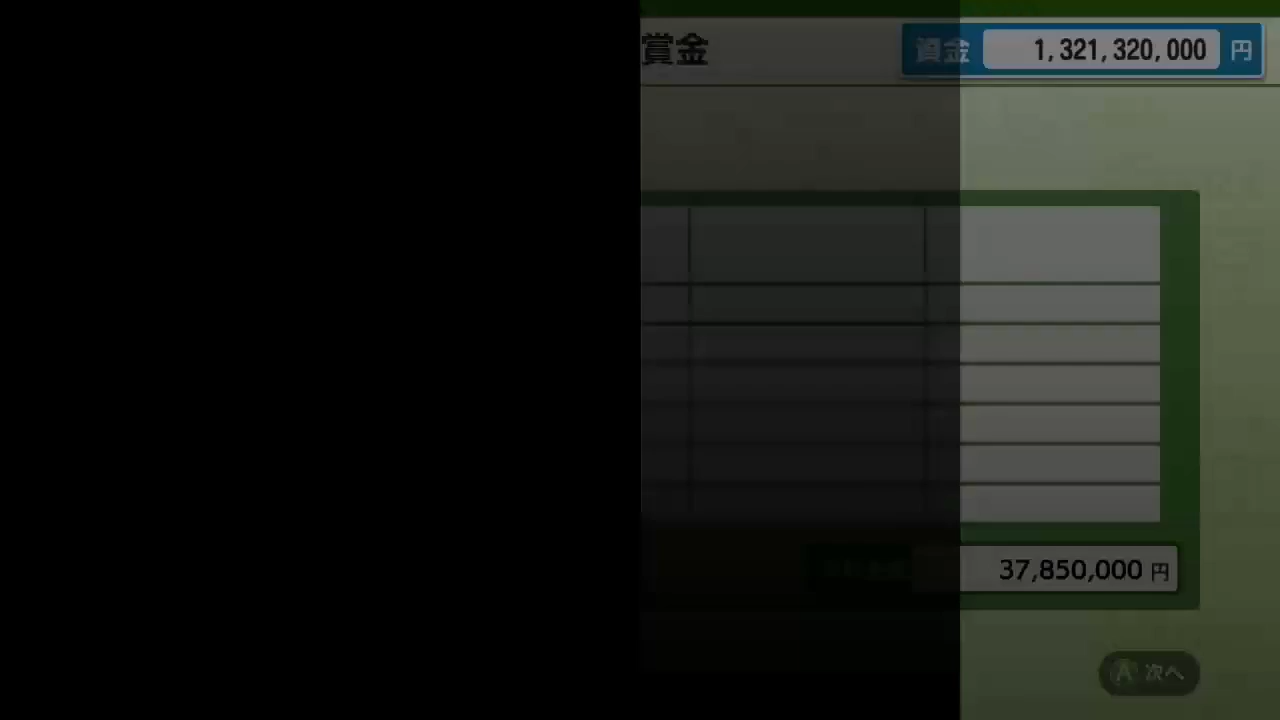 賞金
資金 1,321,320,000 円
37,850,000 円
A 次へ